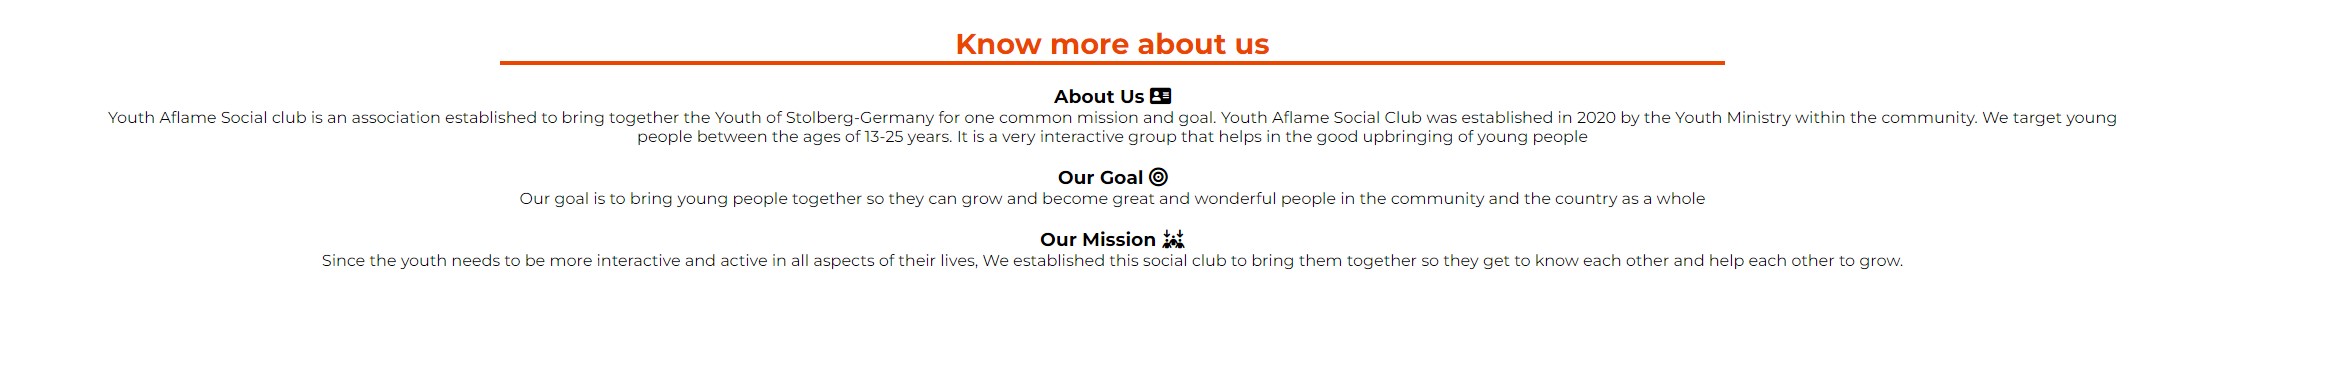 Know more about us
About Us
Youth Aflame Social club is an association established to bring together the Youth of Stolberg-Germany for one common mission and goal. Youth Aflame Social Club was established in 2020 by the Youth Ministry within the community. We target young
people between the ages of 13-25 years. It is a very interactive group that helps in the good upbringing of young people
Our Goal
Our goal is to bring young people together so they can grow and become great and wonderful people in the community and the country as a whole
Our Mission
Since the youth needs to be more interactive and active in all aspects of their lives, We established this social club to bring them together so they get to know each other and help each other to grow.